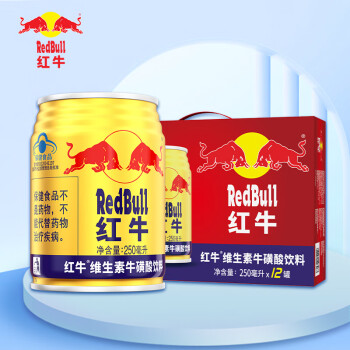 RedBull
红牛
保健食品不
是药物，不
能代替药物
治疗疾病。
RedBull
红牛
净含量:250毫升
红牛®维生素牛磺酸饮料
RedBull
红牛
红牛®维生素牛磺酸饮料
净含量:250毫升×12罐